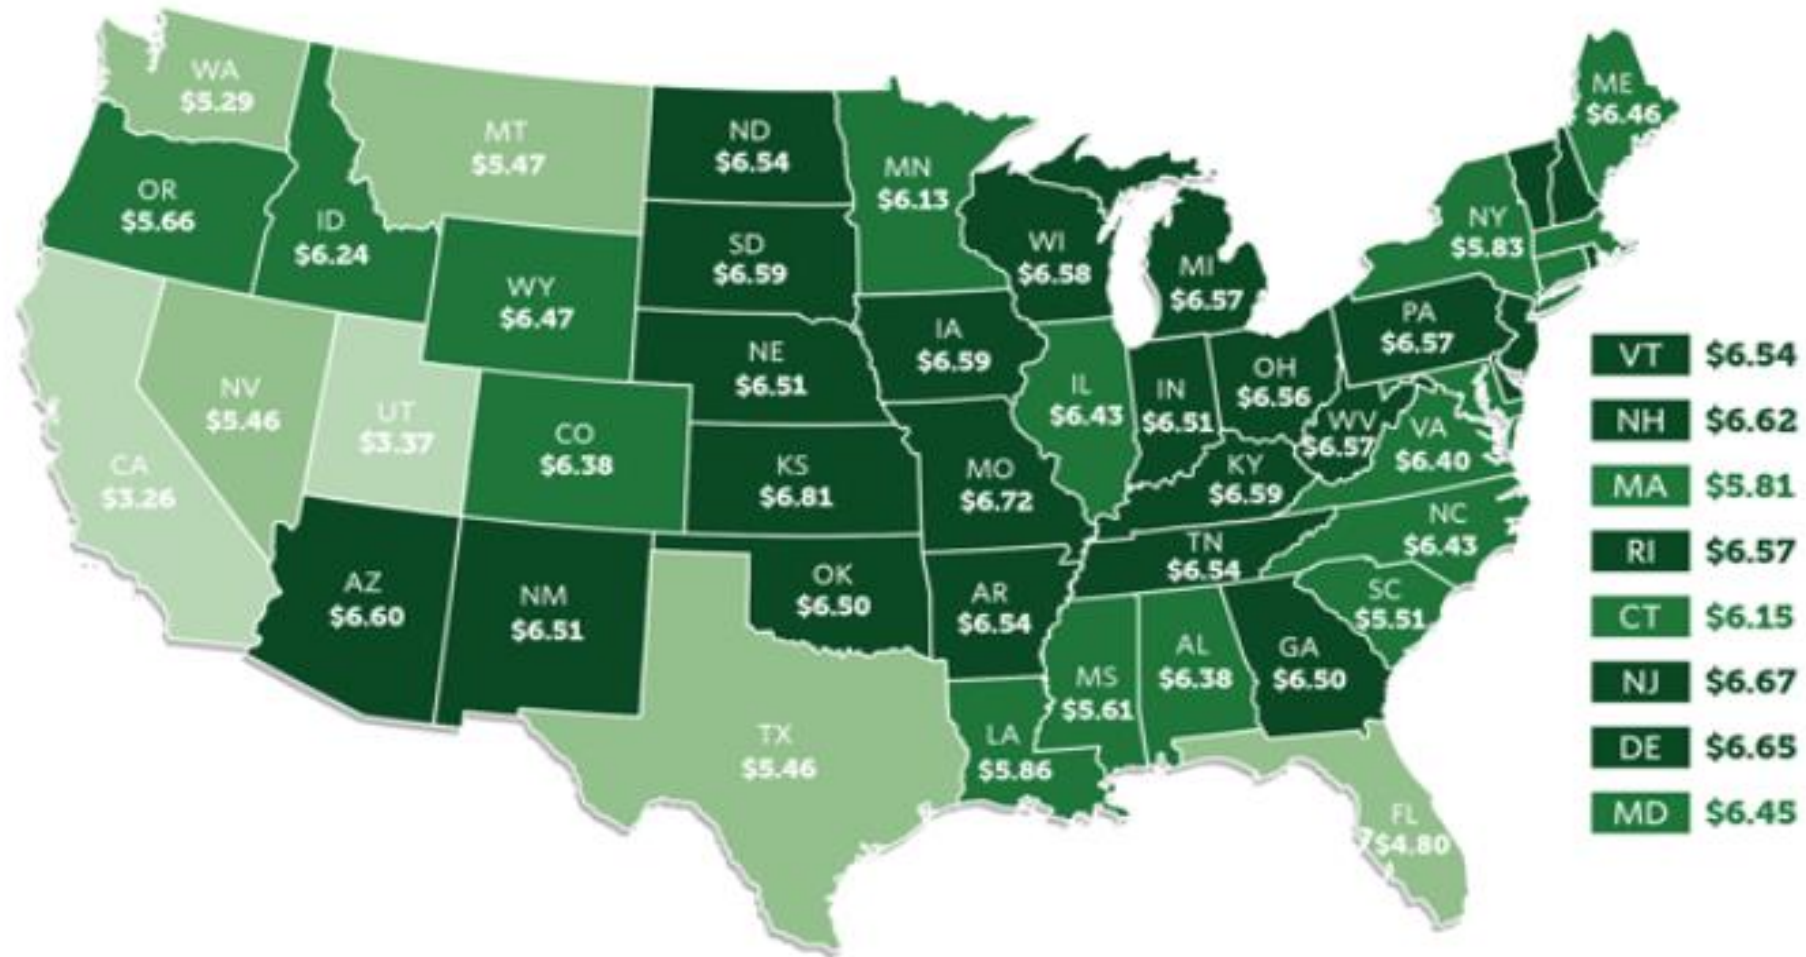 WA
$5.29
MT
$5.47
ND
$6.54
MN
$6.13
ME
$6.46
OR
$5.66
ID
$6.24
WY
$6.47
SD
$6.59
WI
$6.58
MI
$6.57
NY
$5.83
NV
$5.46
UT
$3.37
CO
$6.38
NE
$6.51
IA
$6.59
IL
$6.43
IN
$6.51
OH
$6.56
PA
$6.57
CA
$3.26
KS
$6.81
MO
$6.72
KY
$6.59
WV
$6.57
VA
$6.40
AZ
$6.60
NM
$6.51
OK
$6.50
AR
$6.54
TN
$6.54
NC
$6.43
SC
$5.51
TX
$5.46
LA
$5.86
MS
$5.61
AL
$6.38
GA
$6.50
FL
$4.80
VT $6.54
NH $6.62
MA $5.81
RI $6.57
CT $6.15
NJ $6.67
DE $6.65
MD $6.45